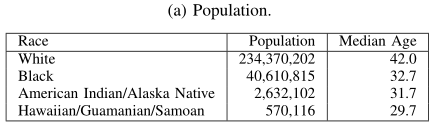 (a) Population.
Race Population Median Age
White 234,370,202 42.0
Black 40,610,815 32.7
American Indian/Alaska Native 2,632,102 31.7
Hawaiian/Guamanian/Samoan 570,116 29.7